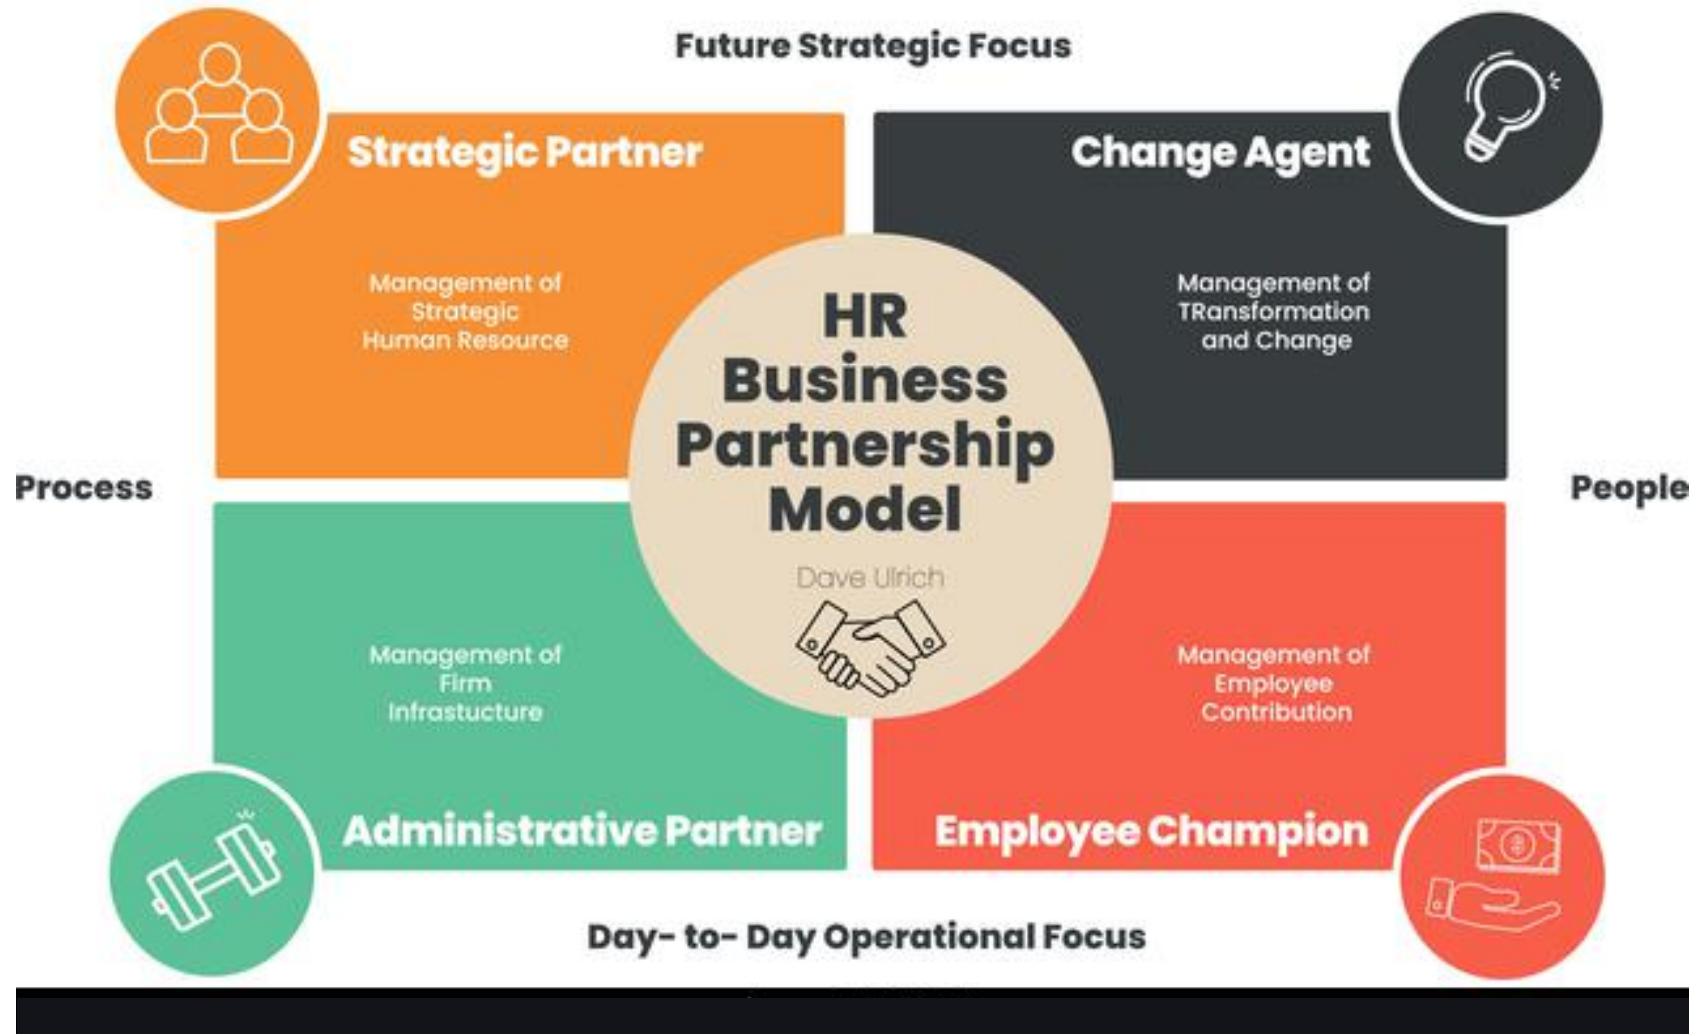 Future Strategic Focus
Strategic Partner
Change Agent
Management of
Strategic
Human Resource
Management of
TRansformation
and Change
HR
Business
Partnership
Model
Dave Ulrich
Process
People
Management of
Firm
Infrastucture
Management of
Employee
Contribution
Administrative Partner
Employee Champion
Day- to- Day Operational Focus